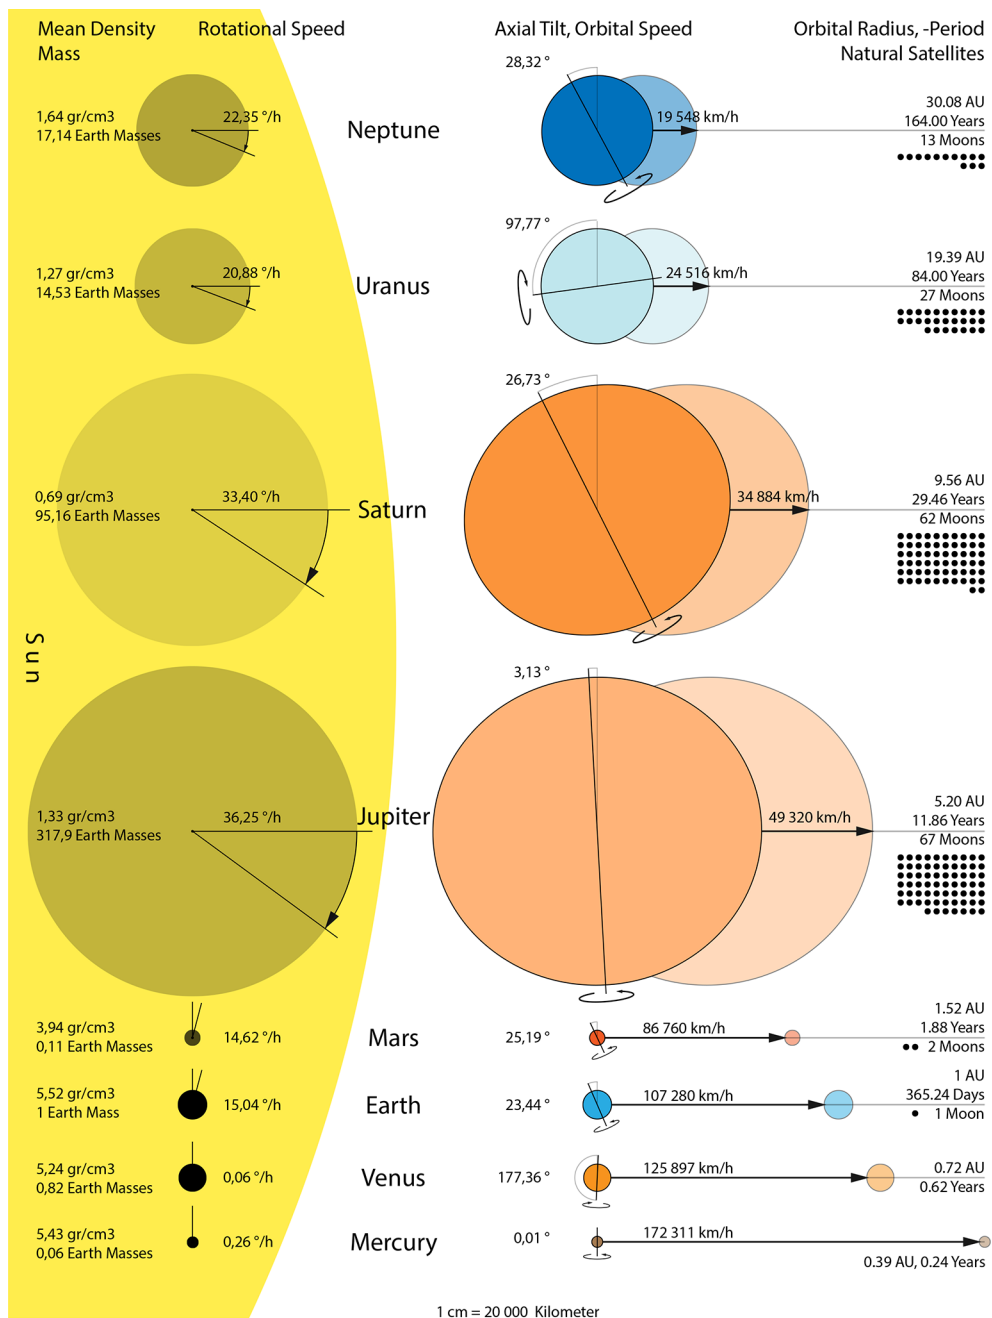 Mean Density
Mass
Rotational Speed
Axial Tilt, Orbital Speed
Orbital Radius, -Period
Natural Satellites
1,64 gr/cm3
17,14 Earth Masses
22,35 °/h
Neptune
28,32 °
19 548 km/h
30.08 AU
164.00 Years
13 Moons
1,27 gr/cm3
14,53 Earth Masses
20,88 °/h
Uranus
97,77 °
24 516 km/h
19.39 AU
84.00 Years
27 Moons
0,69 gr/cm3
95,16 Earth Masses
33,40 °/h
Saturn
26,73 °
34 884 km/h
9.56 AU
29.46 Years
62 Moons
Sun
1,33 gr/cm3
317,9 Earth Masses
36,25 °/h
Jupiter
3,13 °
49 320 km/h
5.20 AU
11.86 Years
67 Moons
3,94 gr/cm3
0,11 Earth Masses
14,62 °/h
Mars
25,19 °
86 760 km/h
1.52 AU
1.88 Years
2 Moons
5,52 gr/cm3
1 Earth Mass
15,04 °/h
Earth
23,44 °
107 280 km/h
1 AU
365.24 Days
1 Moon
5,24 gr/cm3
0,82 Earth Masses
0,06 °/h
Venus
177,36 °
125 897 km/h
0.72 AU
0.62 Years
5,43 gr/cm3
0,06 Earth Masses
0,26 °/h
Mercury
0,01 °
172 311 km/h
0.39 AU, 0.24 Years
1 cm = 20 000 Kilometer